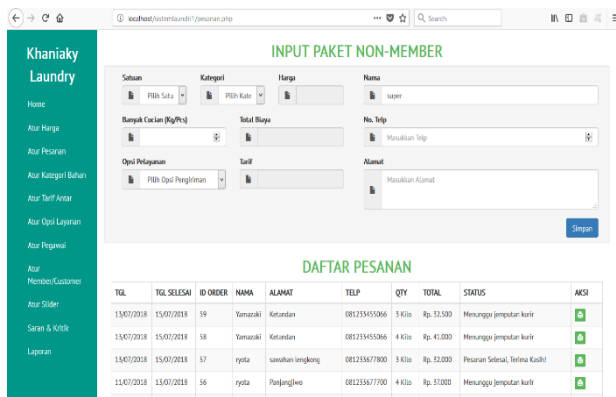 localhost/sistemlaundri1/pesanan.php
Search
Khaniaky
Laundry
Home
Atur Harga
Atur Pesanan
Atur Kategori Bahan
Atur Tarif Antar
Atur Opsi Layanan
Atur Pegawai
Atur
Member/Customer
Atur Slider
Saran & Kritik
Laporan
INPUT PAKET NON-MEMBER
Satuan Kategori Harga Nama
Pilih Satu Pilih Kate super
Banyak Cucian (Kg/Pcs) Total Biaya No. Telp
Masukkan Telp
Opsi Pelayanan Tarif Alamat
Pilih Opsi Pengiriman Masukkan Alamat
Simpan
DAFTAR PESANAN
TGL TGL SELESAI ID ORDER NAMA ALAMAT TELP QTY TOTAL STATUS AKSI
13/07/2018 15/07/2018 59 Yamazaki Ketandan 081233455066 3 Kilo Rp. 32.500 Menunggu jemputan kurir
13/07/2018 15/07/2018 58 Yamazaki Ketandan 081233455066 4 Kilo Rp. 41.000 Menunggu jemputan kurir
13/07/2018 15/07/2018 57 ryota sawahan lengkong 081233677800 3 Kilo Rp. 32.000 Pesanan Selesai, Terima Kasih!
11/07/2018 13/07/2018 56 ryota Panjangjiwo 081233677700 4 Kilo Rp. 37.000 Menunggu jemputan kurir